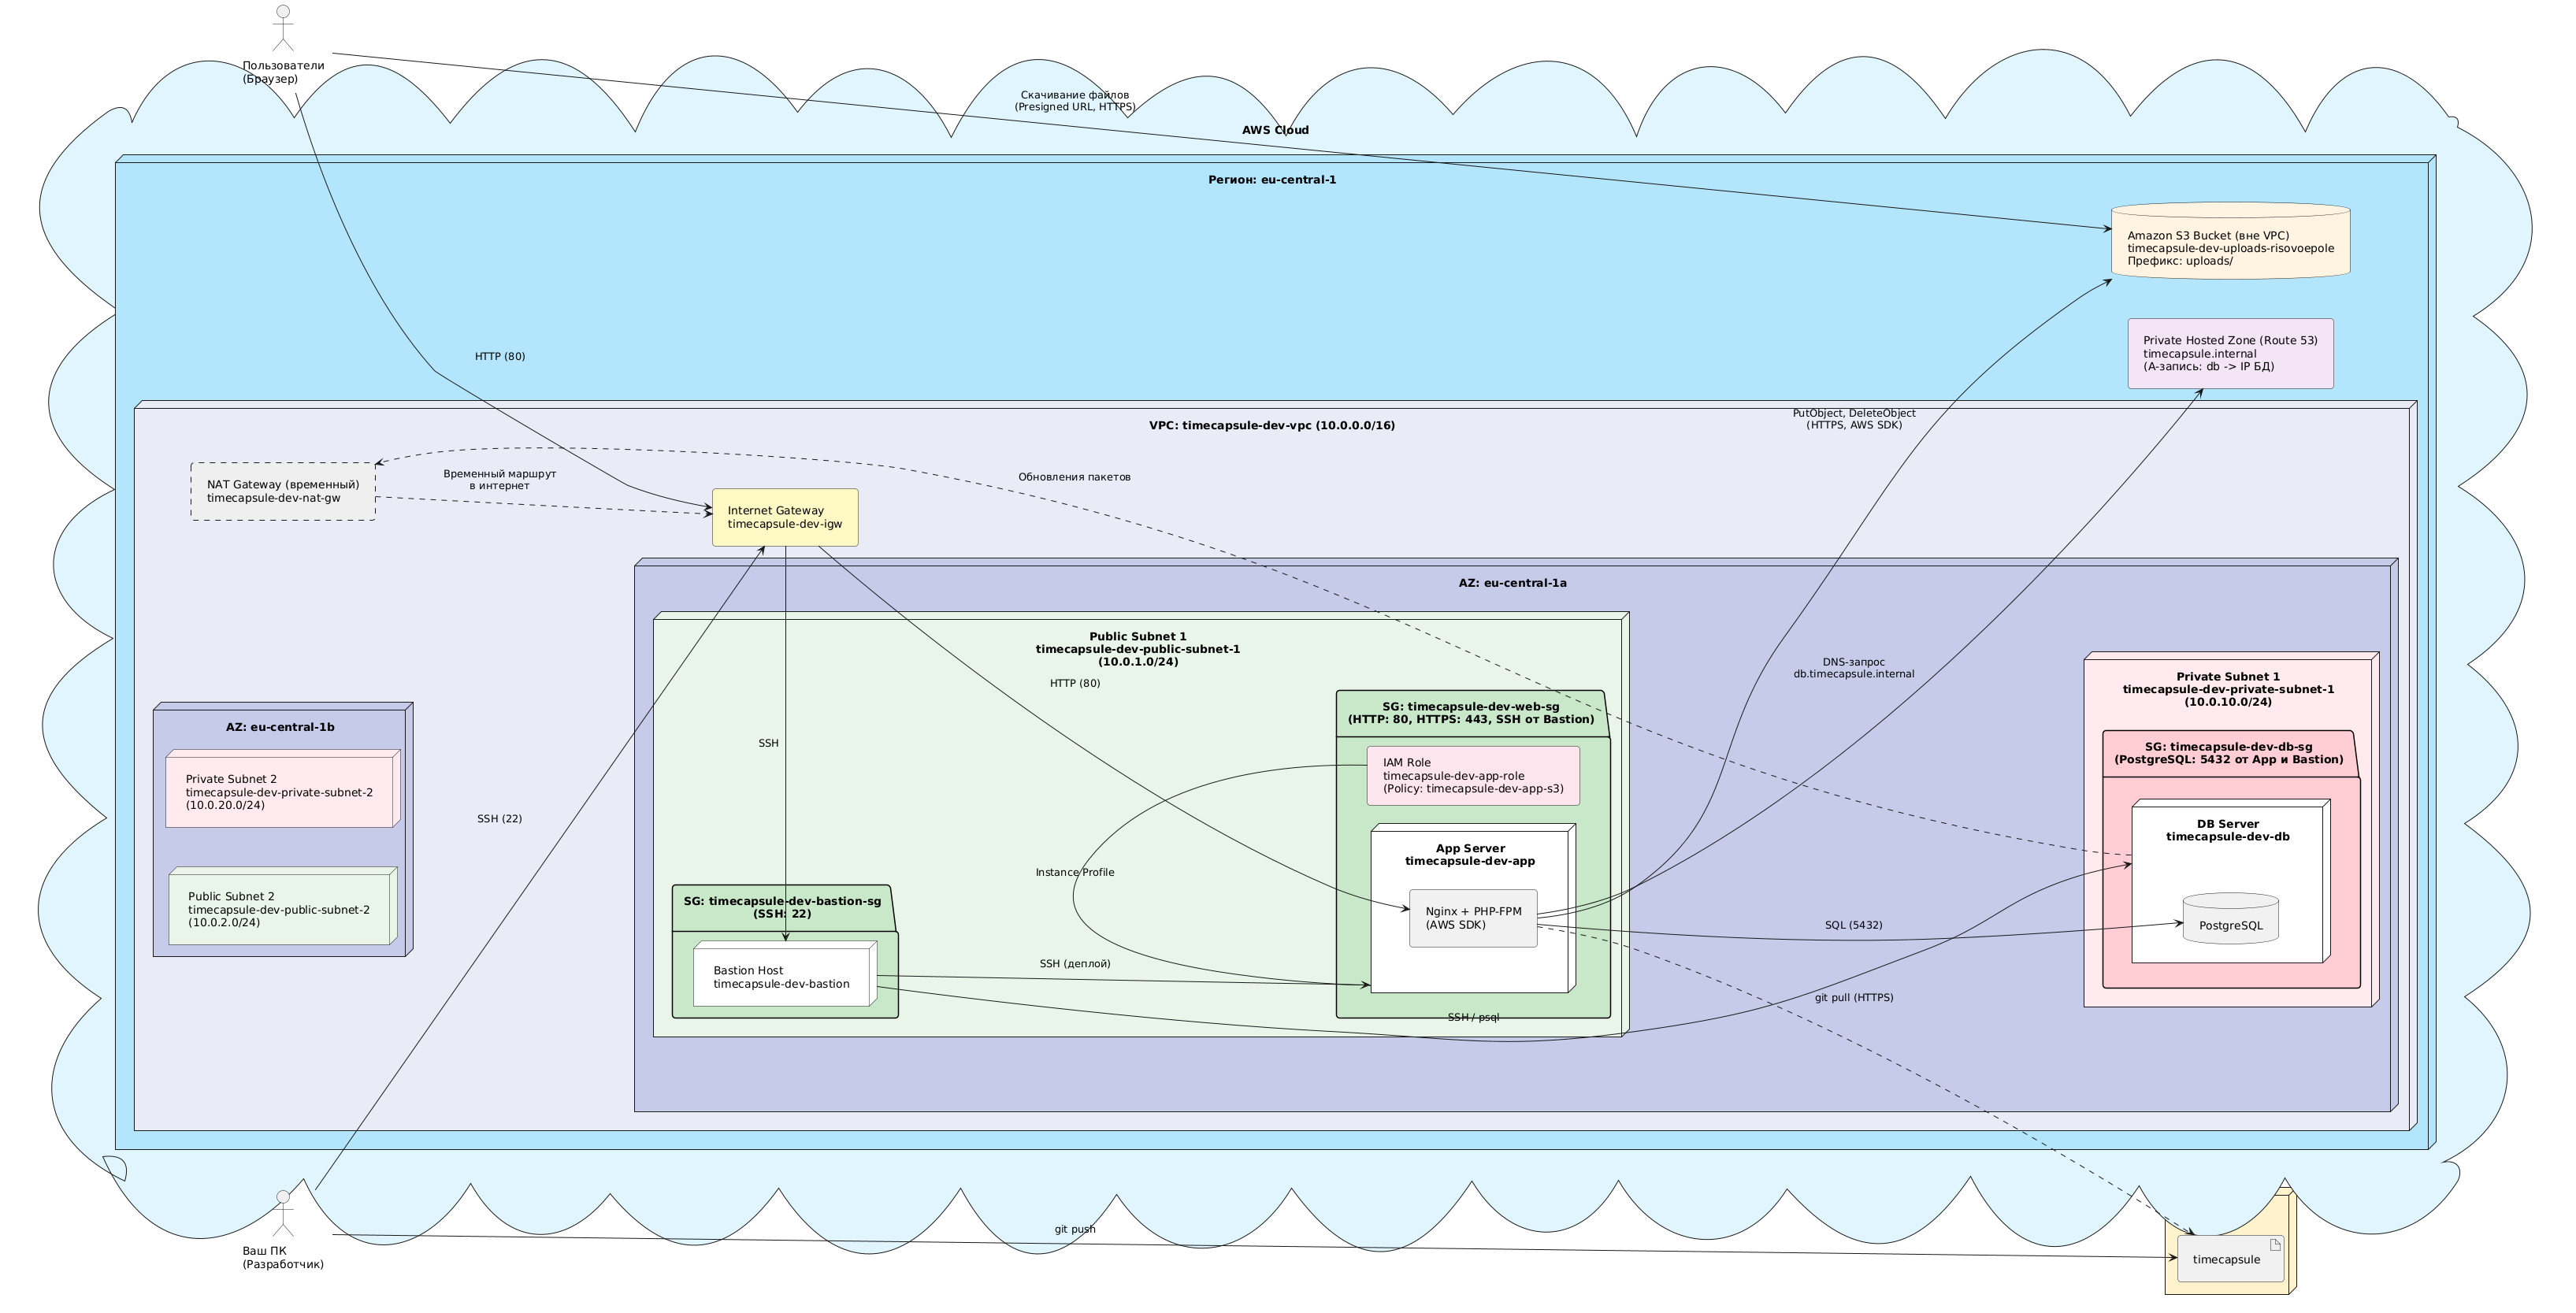 Пользователи
(Браузер)
Скачивание файлов
(Presigned URL, HTTPS)
AWS Cloud
Регион: eu-central-1
Amazon S3 Bucket (вне VPC)
timecapsule-dev-uploads-risovoepole
Префикс: uploads/
Private Hosted Zone (Route 53)
timecapsule.internal
(A-запись: db -> IP БД)
HTTP (80)
PutObject, DeleteObject
(HTTPS, AWS SDK)
VPC: timecapsule-dev-vpc (10.0.0.0/16)
NAT Gateway (временный)
timecapsule-dev-nat-gw
Временный маршрут
в интернет
Обновления пакетов
Internet Gateway
timecapsule-dev-igw
AZ: eu-central-1a
Public Subnet 1
timecapsule-dev-public-subnet-1
(10.0.1.0/24)
HTTP (80)
DNS-запрос
db.timecapsule.internal
Private Subnet 1
timecapsule-dev-private-subnet-1
(10.0.10.0/24)
SG: timecapsule-dev-web-sg
(HTTP: 80, HTTPS: 443, SSH от Bastion)
SG: timecapsule-dev-db-sg
(PostgreSQL: 5432 от App и Bastion)
AZ: eu-central-1b
Private Subnet 2
timecapsule-dev-private-subnet-2
(10.0.20.0/24)
SSH
IAM Role
timecapsule-dev-app-role
(Policy: timecapsule-dev-app-s3)
SSH (22)
DB Server
timecapsule-dev-db
App Server
timecapsule-dev-app
Instance Profile
Public Subnet 2
timecapsule-dev-public-subnet-2
(10.0.2.0/24)
SG: timecapsule-dev-bastion-sg
(SSH: 22)
Nginx + PHP-FPM
(AWS SDK)
SQL (5432)
PostgreSQL
Bastion Host
timecapsule-dev-bastion
SSH (деплой)
git pull (HTTPS)
SSH / psql
Ваш ПК
(Разработчик)
git push
timecapsule